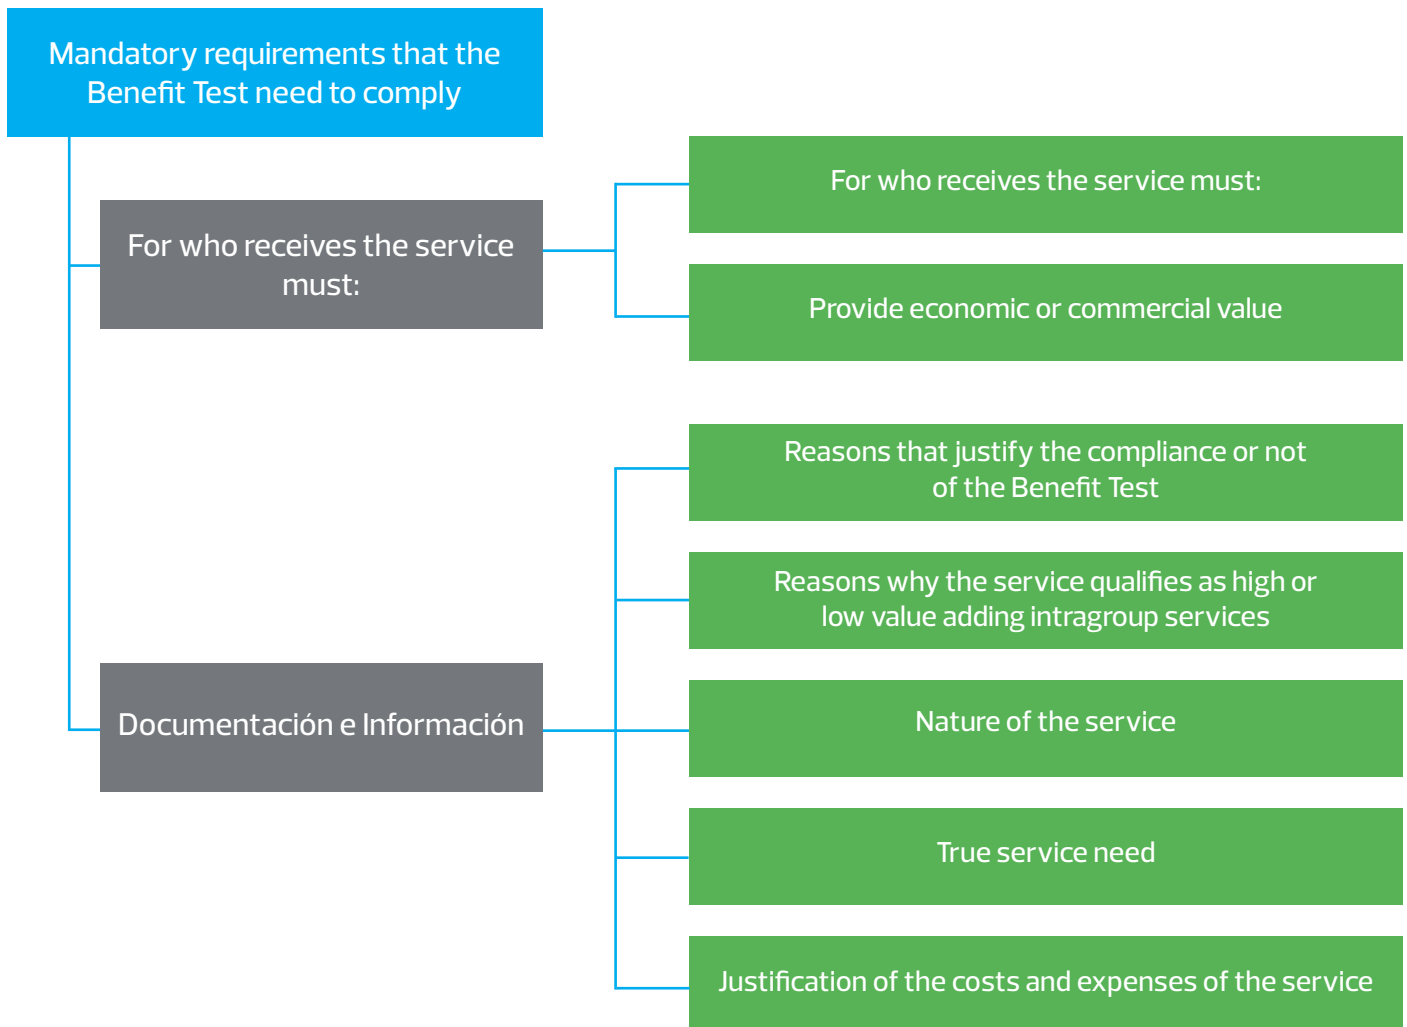 Mandatory requirements that the
Benefit Test need to comply
For who receives the service
must:
For who receives the service must:
Provide economic or commercial value
Documentación e Información
Reasons that justify the compliance or not
of the Benefit Test
Reasons why the service qualifies as high or
low value adding intragroup services
Nature of the service
True service need
Justification of the costs and expenses of the service